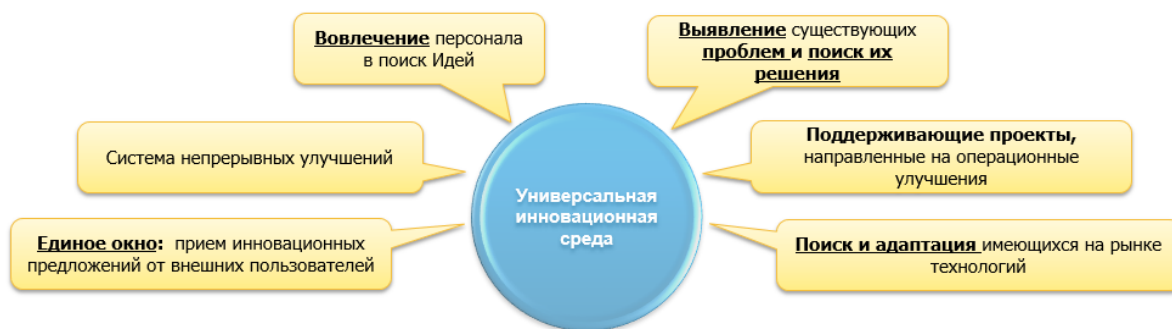 Вовлечение персонала
в поиск Идей
Выявление существующих
проблем и поиск их
решения
Система непрерывных улучшений
Поддерживающие проекты,
направленные на операционные
улучшения
Универсальная
инновационная
среда
Единое окно: прием инновационных
предложений от внешних пользователей
Поиск и адаптация имеющихся на рынке
технологий